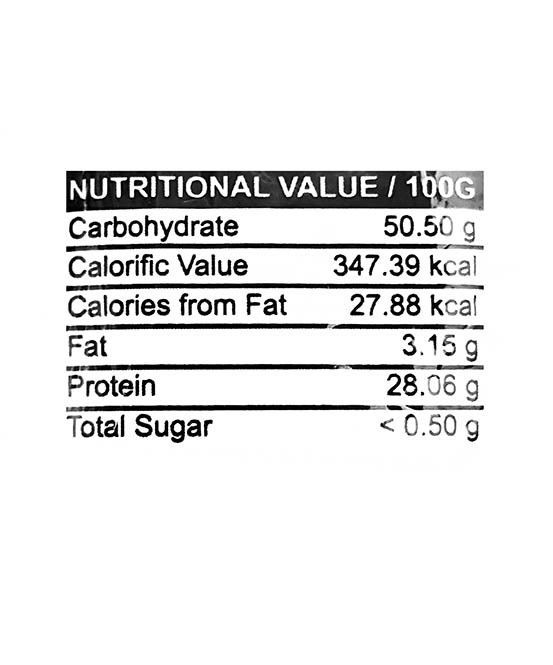 NUTRITIONAL VALUE / 100G
Carbohydrate 50.50 g
Calorific Value 347.39 kcal
Calories from Fat 27.88 kcal
Fat 3.15 g
Protein 28.06 g
Total Sugar < 0.50 g